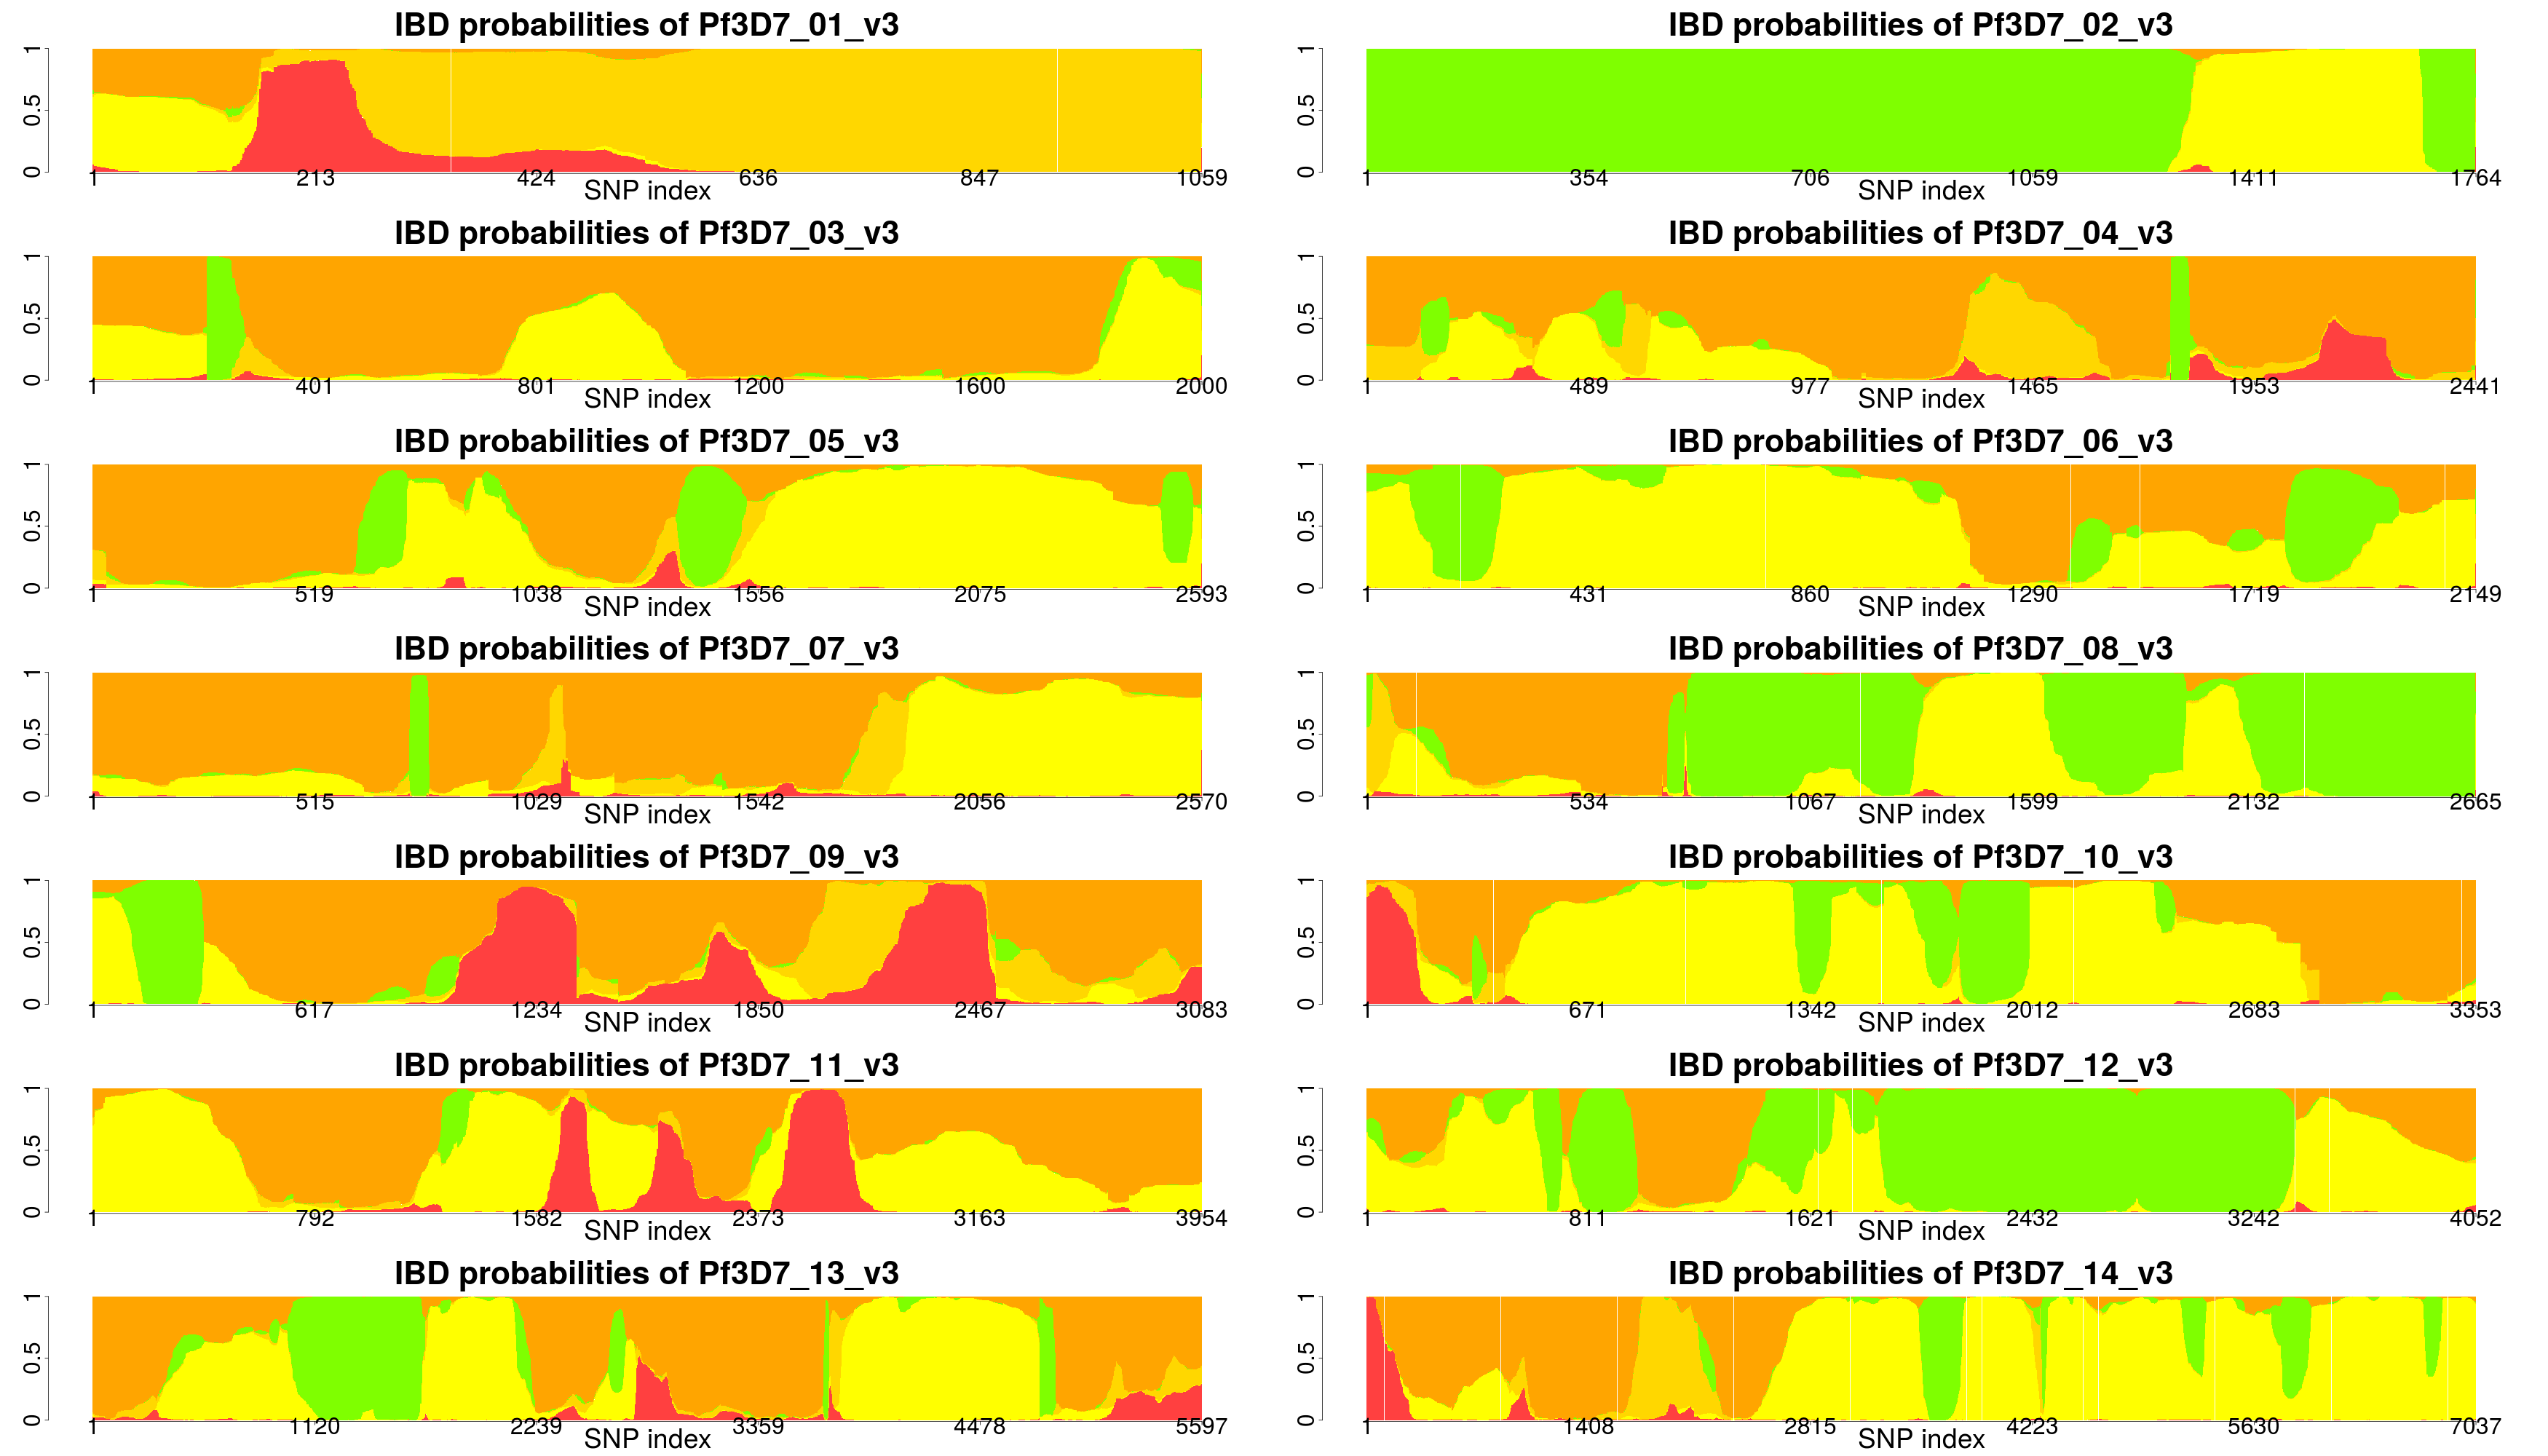 IBD probabilities of Pf3D7_01_v3
0 0.5 1
1 213 424 636 847 1059
SNP index
IBD probabilities of Pf3D7_02_v3
0 0.5 1
1 354 706 1059 1411 1764
SNP index
IBD probabilities of Pf3D7_03_v3
0 0.5 1
1 401 801 1200 1600 2000
SNP index
IBD probabilities of Pf3D7_04_v3
0 0.5 1
1 489 977 1465 1953 2441
SNP index
IBD probabilities of Pf3D7_05_v3
0 0.5 1
1 519 1038 1556 2075 2593
SNP index
IBD probabilities of Pf3D7_06_v3
0 0.5 1
1 431 860 1290 1719 2149
SNP index
IBD probabilities of Pf3D7_07_v3
0 0.5 1
1 515 1029 1542 2056 2570
SNP index
IBD probabilities of Pf3D7_08_v3
0 0.5 1
1 534 1067 1599 2132 2665
SNP index
IBD probabilities of Pf3D7_09_v3
0 0.5 1
1 617 1234 1850 2467 3083
SNP index
IBD probabilities of Pf3D7_10_v3
0 0.5 1
1 671 1342 2012 2683 3353
SNP index
IBD probabilities of Pf3D7_11_v3
0 0.5 1
1 792 1582 2373 3163 3954
SNP index
IBD probabilities of Pf3D7_12_v3
0 0.5 1
1 811 1621 2432 3242 4052
SNP index
IBD probabilities of Pf3D7_13_v3
0 0.5 1
1 1120 2239 3359 4478 5597
SNP index
IBD probabilities of Pf3D7_14_v3
0 0.5 1
1 1408 2815 4223 5630 7037
SNP index